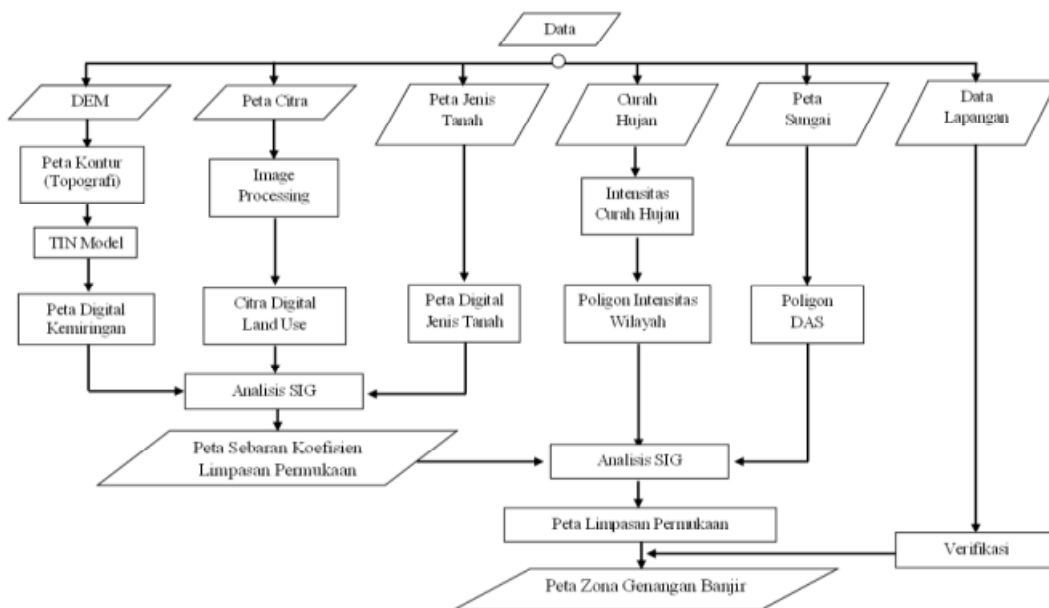 Data
DEM
Peta Citra
Peta Jenis
Tanah
Curah
Hujan
Peta
Sungai
Data
Lapangan
Peta Kontur
(Topografi)
Image
Processing
Intensitas
Curah Hujan
TIN Model
Peta Digital
Kemiringan
Citra Digital
Land Use
Peta Digital
Jenis Tanah
Poligon Intensitas
Wilayah
Poligon
DAS
Analisis SIG
Peta Sebaran Koefisien
Limpasan Permukaan
Analisis SIG
Peta Limpasan Permukaan
Verifikasi
Peta Zona Genangan Banjir